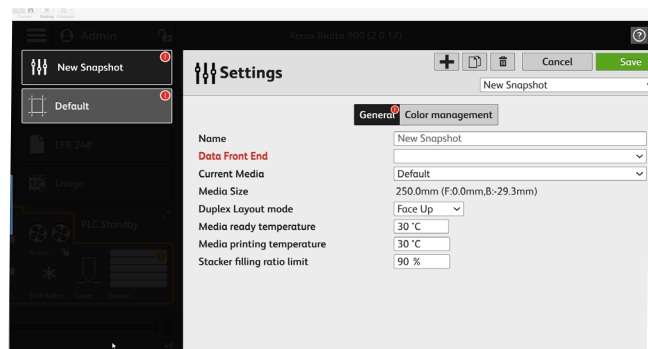 Admin
Xerox Rialto 900 (2.0.17)
New Snapshot
Default
LFB 248
Usage
PLC Standby
Settings
Cancel
Save
New Snapshot
General
Color management
Name
New Snapshot
Data Front End
Current Media
Default
Media Size
250.0mm (F:0.0mm,B:-29.3mm)
Duplex Layout mode
Face Up
Media ready temperature
30 °C
Media printing temperature
30 °C
Stacker filling ratio limit
90 %